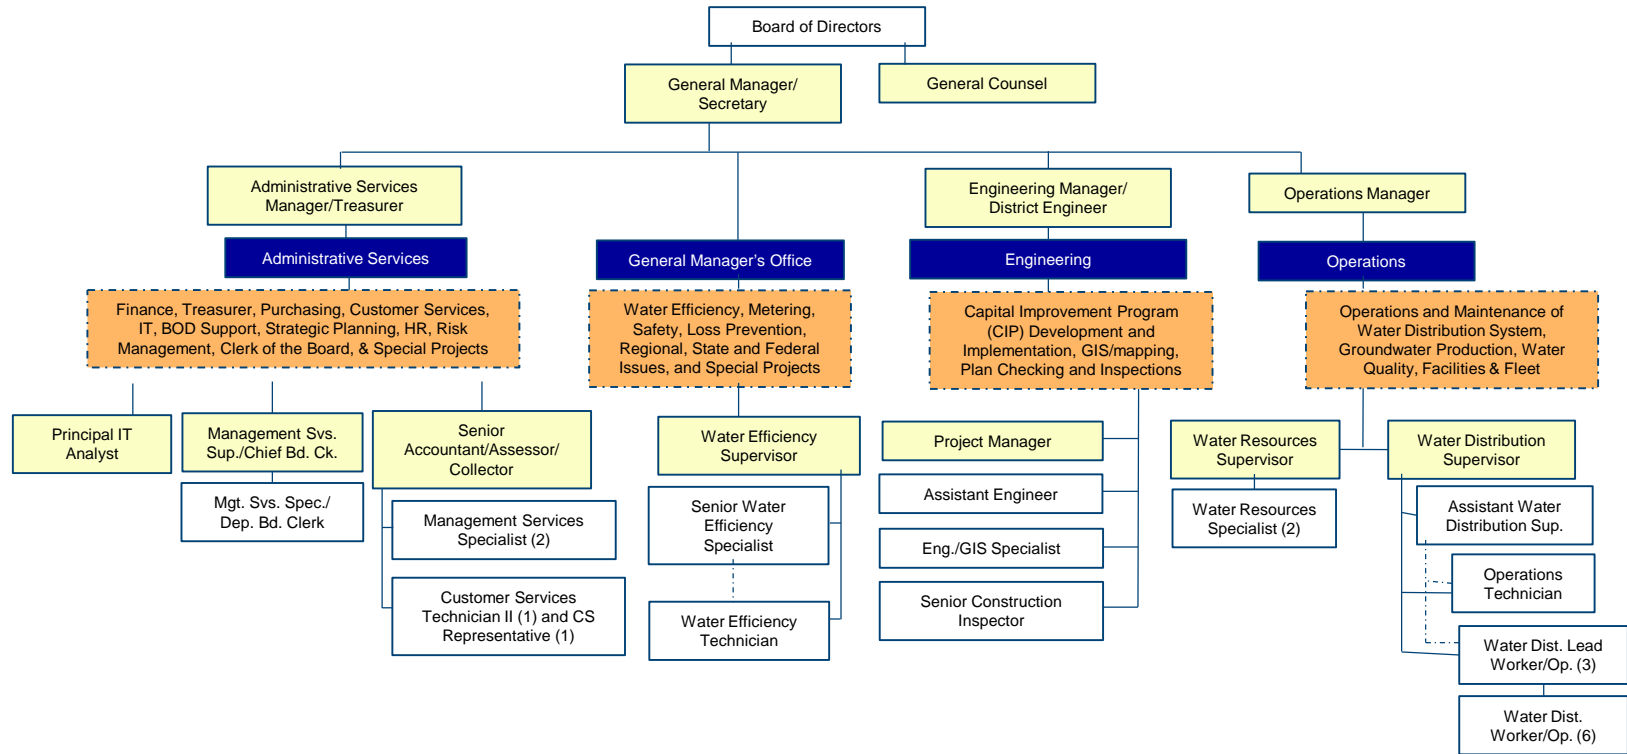 Board of Directors
General Manager/
Secretary
General Counsel
Administrative Services
Manager/Treasurer
Engineering Manager/
District Engineer
Operations Manager
Administrative Services
General Manager's Office
Engineering
Operations
Finance, Treasurer, Purchasing, Customer Services,
IT, BOD Support, Strategic Planning, HR, Risk
Management, Clerk of the Board, & Special Projects
Water Efficiency, Metering,
Safety, Loss Prevention,
Regional, State and Federal
Issues, and Special Projects
Capital Improvement Program
(CIP) Development and
Implementation, GIS/mapping,
Plan Checking and Inspections
Operations and Maintenance of
Water Distribution System,
Groundwater Production, Water
Quality, Facilities & Fleet
Principal IT
Analyst
Management Svs.
Sup./Chief Bd. Ck.
Mgt. Svs. Spec./
Dep. Bd. Clerk
Senior
Accountant/Assessor/
Collector
Management Services
Specialist (2)
Customer Services
Technician II (1) and CS
Representative (1)
Water Efficiency
Supervisor
Senior Water
Efficiency
Specialist
Water Efficiency
Technician
Project Manager
Assistant Engineer
Eng./GIS Specialist
Senior Construction
Inspector
Water Resources
Supervisor
Water Resources
Specialist (2)
Water Distribution
Supervisor
Assistant Water
Distribution Sup.
Operations
Technician
Water Dist. Lead
Worker/Op. (3)
Water Dist.
Worker/Op. (6)